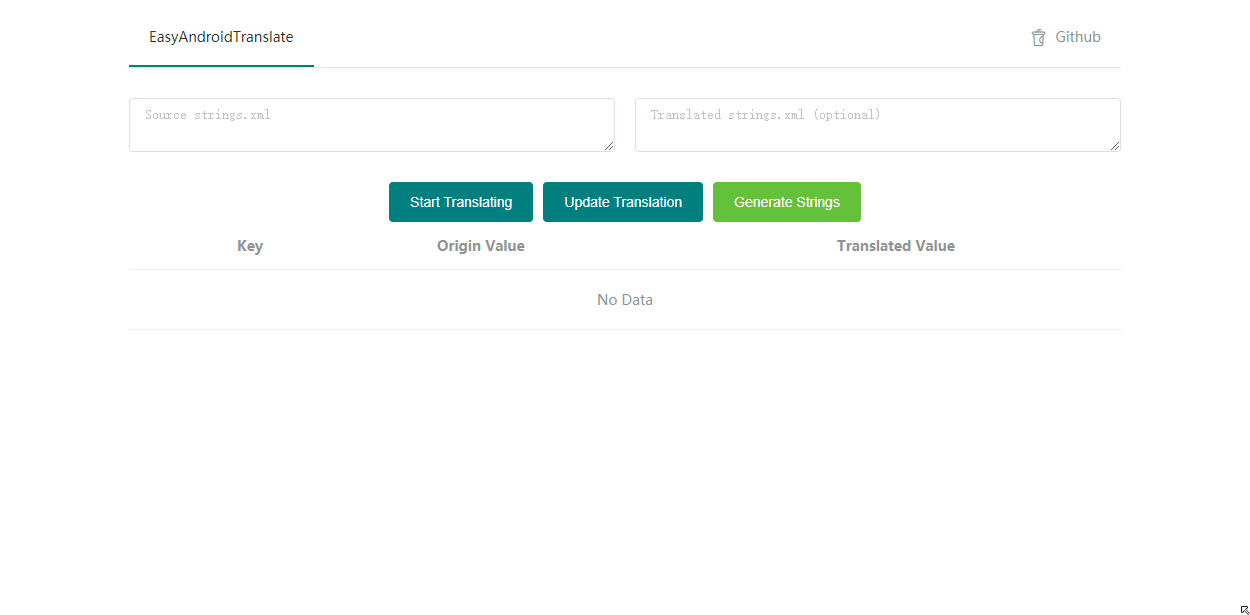 EasyAndroidTranslate Github
Source strings.xml Translated strings.xml (optional)
Start Translating Update Translation Generate Strings
Key Origin Value Translated Value
No Data